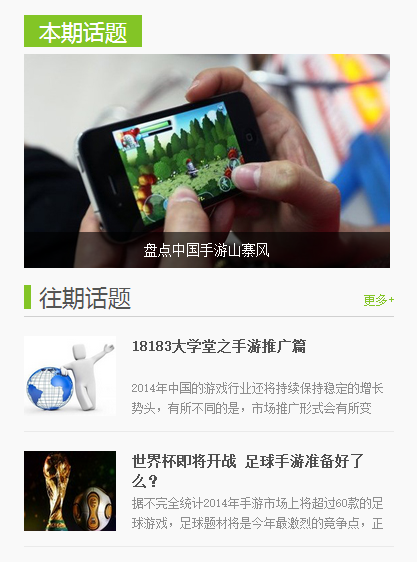 本期话题
盘点中国手游山寨风
往期话题
更多+
18183大学堂之手游推广篇
2014年中国的游戏行业还将持续保持稳定的增长
势头，有所不同的是，市场推广形式会有所变
世界杯即将开战 足球手游准备好了
么？
据不完全统计2014年手游市场上将超过60款的足
球游戏，足球题材将是今年最激烈的竞争点，正